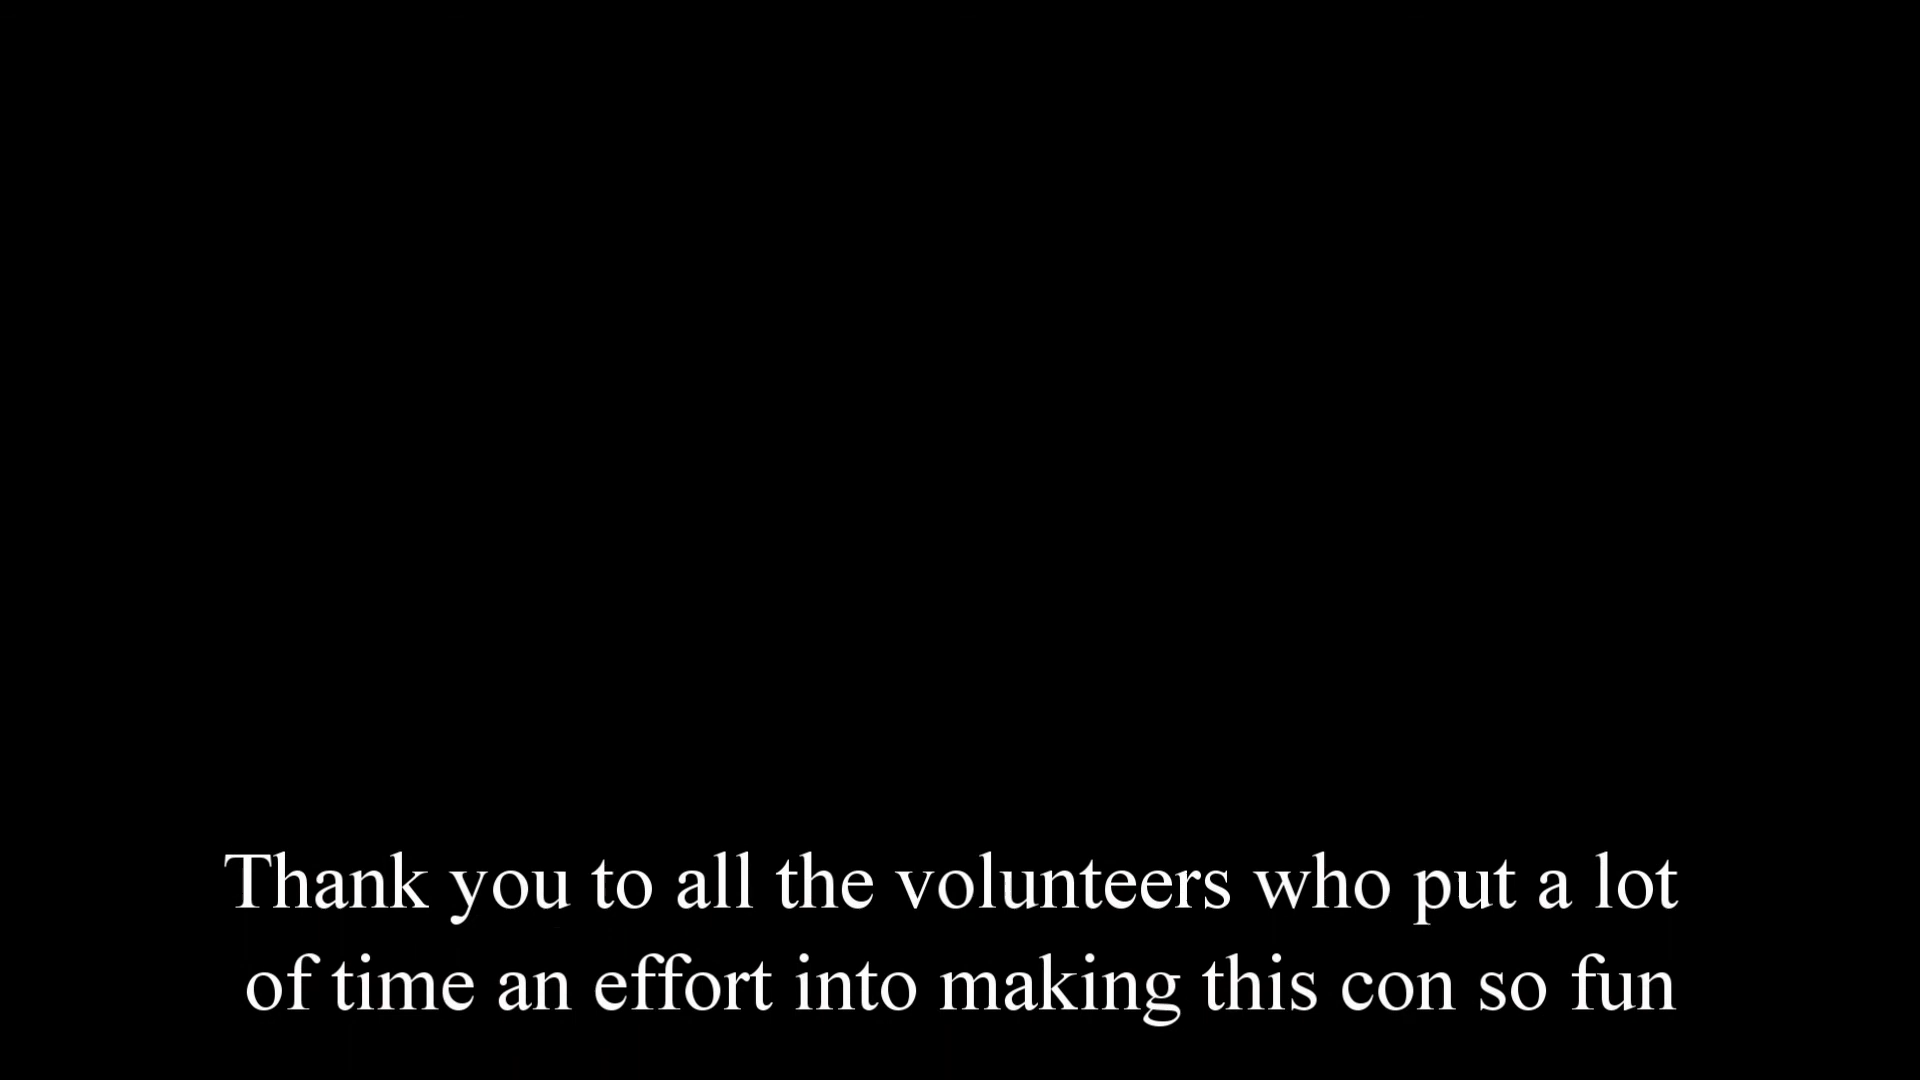 Thank you to all the volunteers who put a lot
of time an effort into making this con so fun